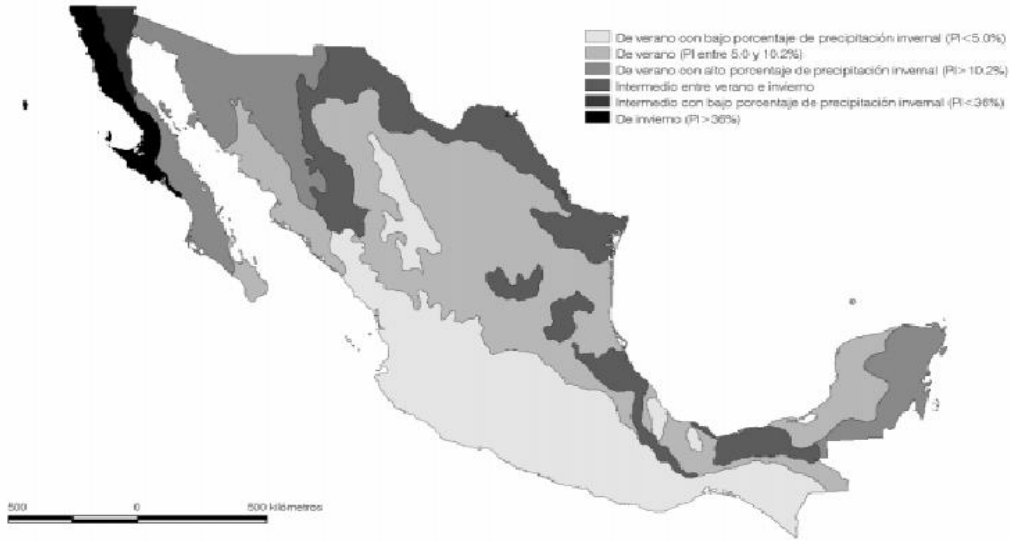 De verano con bajo porcentaje de precipitación invernal (PI<5.0%)
De verano (PI entre 5.0 y 10.2%)
De verano con alto porcentaje de precipitación invernal (PI>10.2%)
Intermedio entre verano e invierno
Intermedio con bajo porcentaje de precipitación invernal (PI<36%)
De invierno (PI>36%)
500 0 500 kilómetros